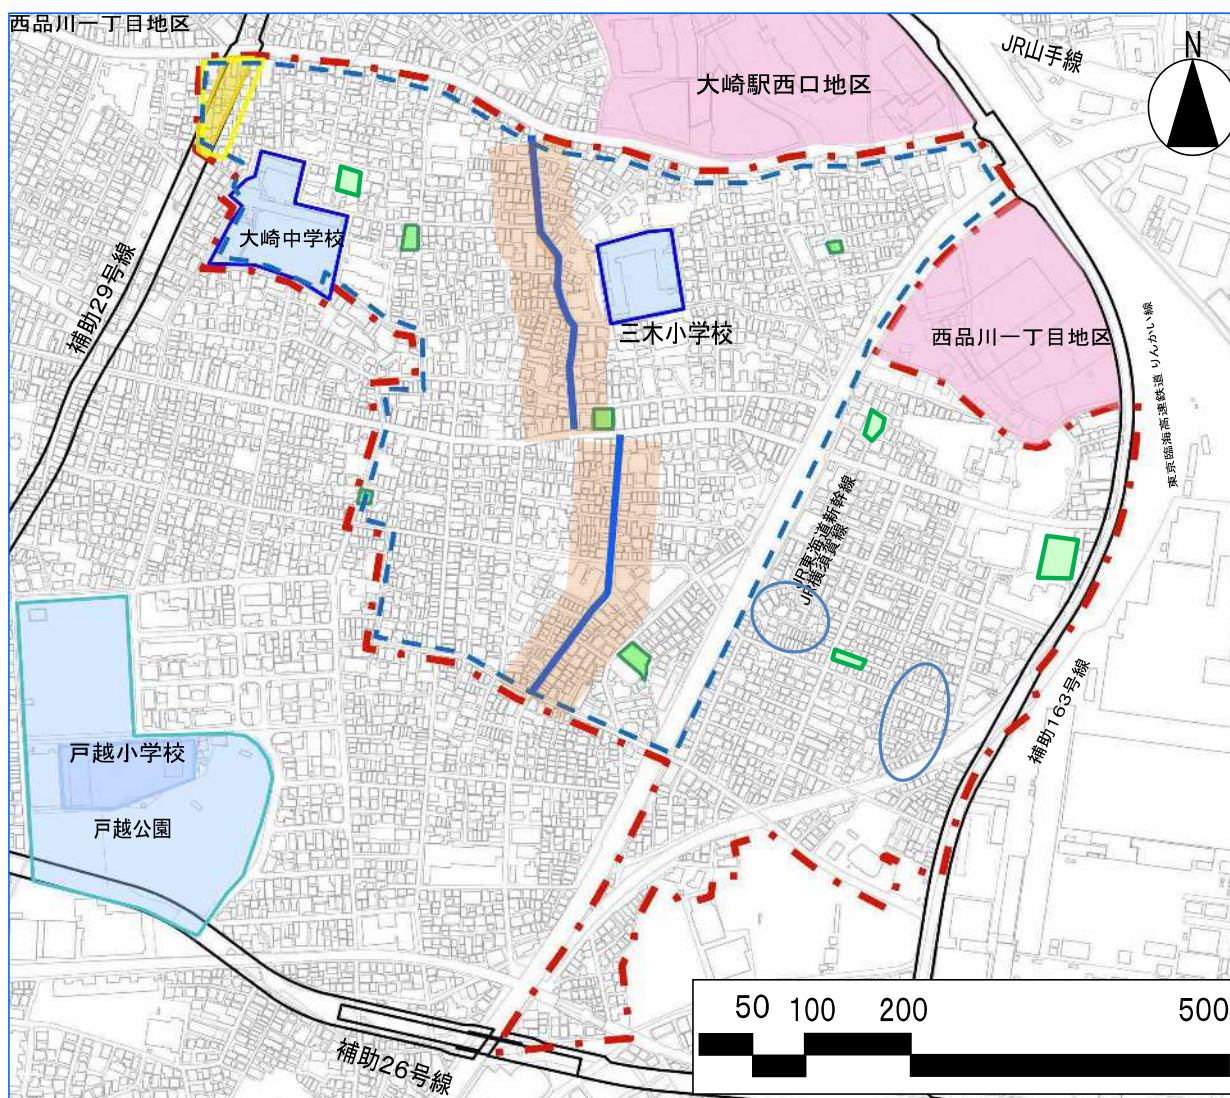 西品川一丁目地区
JR山手線
N
大崎駅西口地区
大崎中学校
補助29号線
三木小学校
西品川一丁目地区
東京臨海高速鉄道 りんかい線
JR東海道新幹線
JR横須賀線
補助163号線
戸越小学校
戸越公園
補助26号線
50 100 200 500